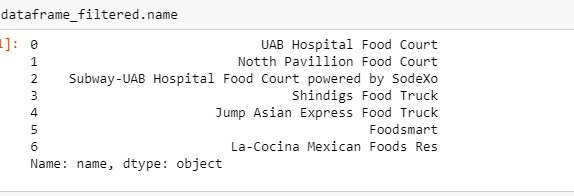 dataframe_filtered.name
]: 0 UAB Hospital Food Court
1 Notth Pavillion Food Court
2 Subway-UAB Hospital Food Court powered by SodeXo
3 Shindigs Food Truck
4 Jump Asian Express Food Truck
5 Foodsmart
6 La-Cocina Mexican Foods Res
Name: name, dtype: object